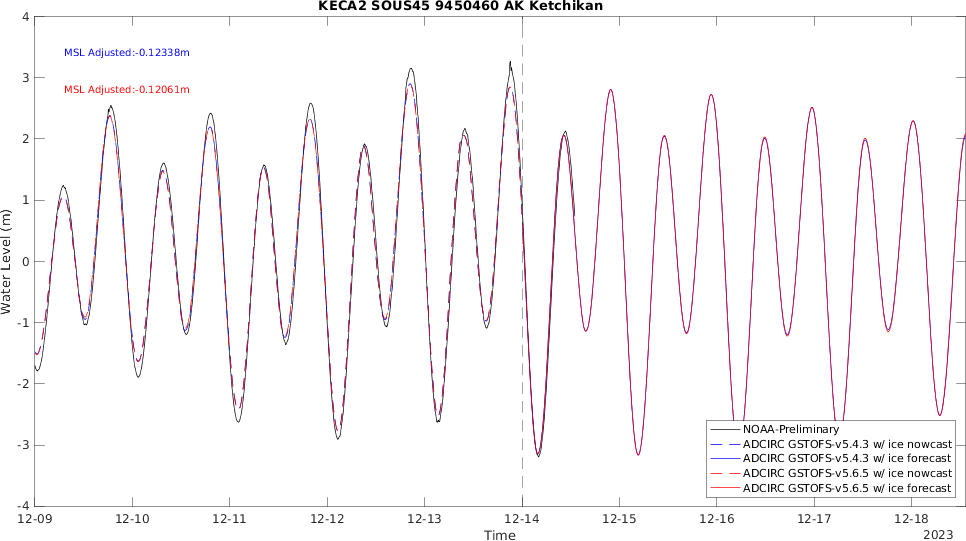 KECA2 SOUS45 9450460 AK Ketchikan
4
MSL Adjusted:-0.12338m
3
MSL Adjusted:-0.12061m
2
1
0
-1
-2
-3
-4
Water Level (m)
NOAA-Preliminary
ADCIRC GSTOFS-v5.4.3 w/ ice nowcast
ADCIRC GSTOFS-v5.4.3 w/ ice forecast
ADCIRC GSTOFS-v5.6.5 w/ ice nowcast
ADCIRC GSTOFS-v5.6.5 w/ ice forecast
12-09 12-10 12-11 12-12 12-13 12-14 12-15 12-16 12-17 12-18
Time
2023